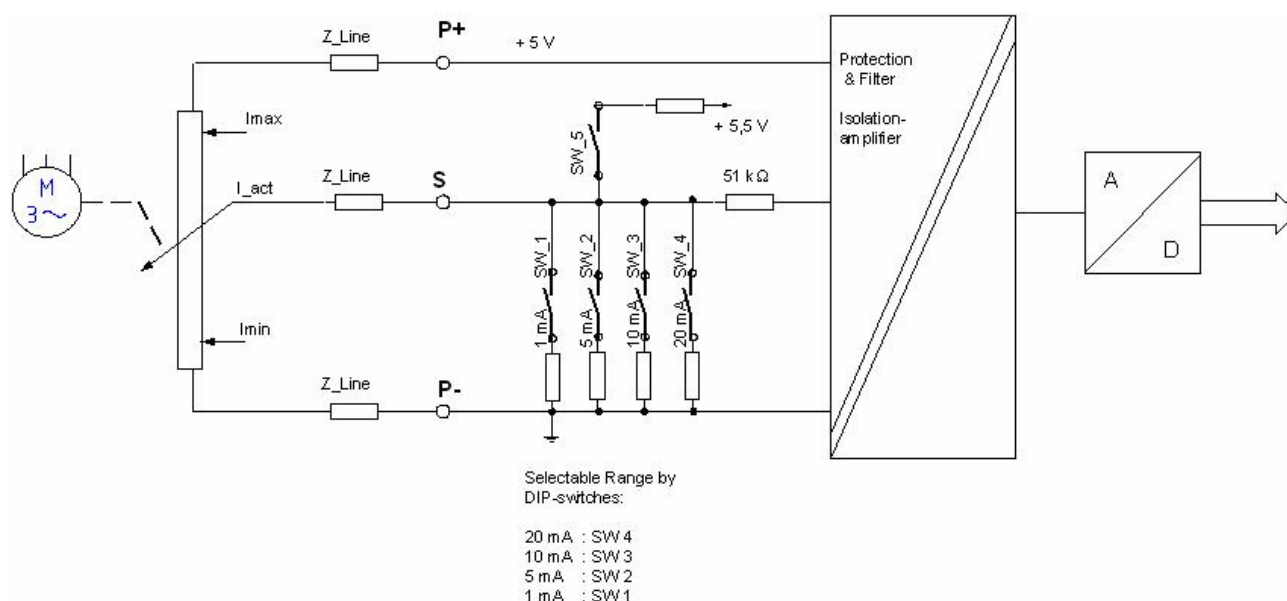 P+
Z_Line
+ 5 V
Protection
& Filter
Isolation-
amplifier
Imax
+ 5,5 V
SW_5
M
3~
I_act
Z_Line
S
51 kΩ
A
D
SW_1
SW_2
SW_3
SW_4
1 mA
5 mA
10 mA
20 mA
Imin
Z_Line
P-
Selectable Range by
DIP-switches:
20 mA : SW 4
10 mA : SW 3
5 mA : SW 2
1 mA : SW 1